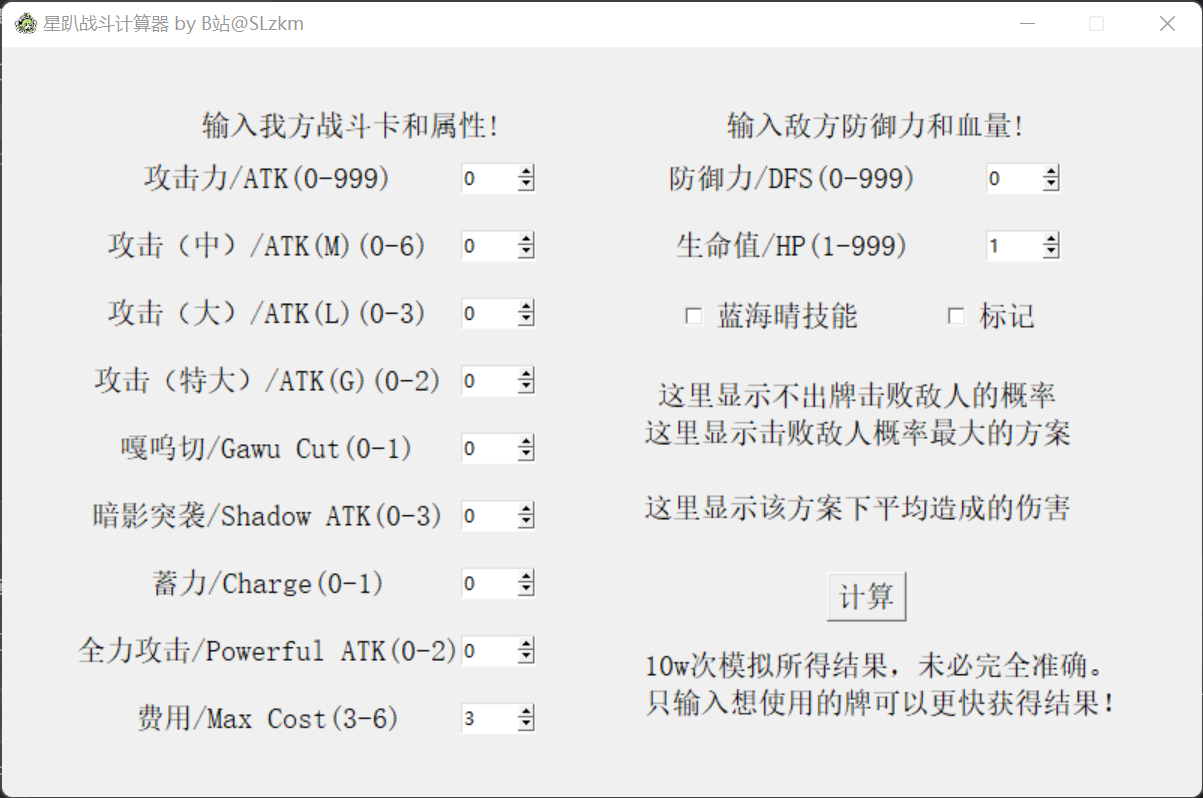 星趴战斗计算器 by B站@SLzkm
输入我方战斗卡和属性!
攻击力/ATK(0-999) 0
攻击（中）/ATK(M)(0-6) 0
攻击（大）/ATK(L)(0-3) 0
攻击（特大）/ATK(G)(0-2) 0
嘎呜切/Gawu Cut(0-1) 0
暗影突袭/Shadow ATK(0-3) 0
蓄力/Charge(0-1) 0
全力攻击/Powerful ATK(0-2) 0
费用/Max Cost(3-6) 3
输入敌方防御力和血量!
防御力/DFS(0-999) 0
生命值/HP(1-999) 1
蓝海晴技能 标记
这里显示不出牌击败敌人的概率
这里显示击败敌人概率最大的方案
这里显示该方案下平均造成的伤害
计算
10w次模拟所得结果，未必完全准确。
只输入想使用的牌可以更快获得结果!